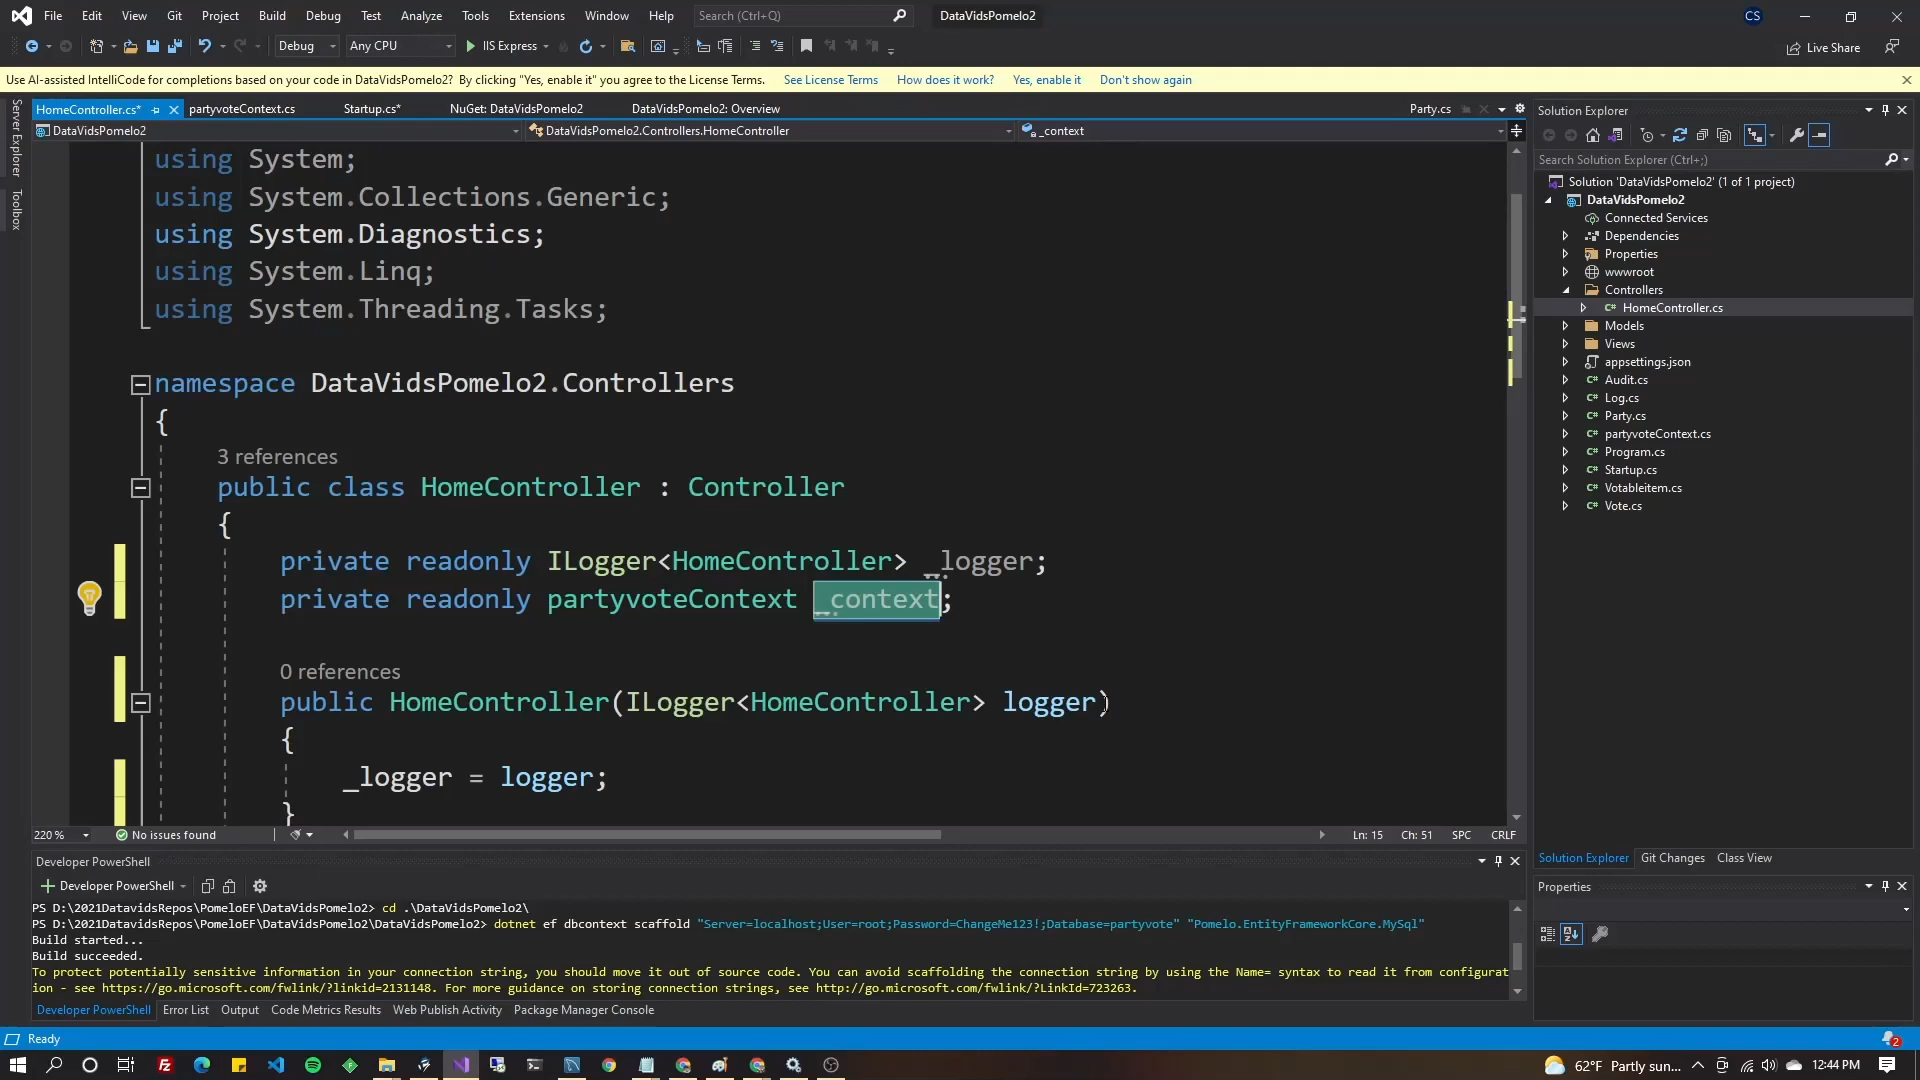 File Edit View Git Project Build Debug Test Analyze Tools Extensions Window Help Search (Ctrl+Q) DataVidsPomelo2 CS
Debug Any CPU IIS Express Live Share
Use AI-assisted IntelliCode for completions based on your code in DataVidsPomelo2? By clicking "Yes, enable it" you agree to the License Terms. See License Terms How does it work? Yes, enable it Don't show again
Server Explorer
Toolbox
HomeController.cs* partyvoteContext.cs Startup.cs* NuGet: DataVidsPomelo2 DataVidsPomelo2: Overview Party.cs
DataVidsPomelo2 DataVidsPomelo2.Controllers.HomeController _context
using System;
using System.Collections.Generic;
using System.Diagnostics;
using System.Linq;
using System.Threading.Tasks;
namespace DataVidsPomelo2.Controllers
{
3 references
public class HomeController : Controller
{
private readonly ILogger<HomeController> _logger;
private readonly partyvoteContext _context;
0 references
public HomeController(ILogger<HomeController> logger)
{
_logger = logger;
}
220 % No issues found Ln: 15 Ch: 51 SPC CRLF
Developer PowerShell
Developer PowerShell
PS D:\2021DatavidsRepos\PomeloEF\DataVidsPomelo2> cd .\DataVidsPomelo2\
PS D:\2021DatavidsRepos\PomeloEF\DataVidsPomelo2\DataVidsPomelo2> dotnet ef dbcontext scaffold "Server=localhost;User=root;Password=ChangeMe123!;Database=partyvote" "Pomelo.EntityFrameworkCore.MySql"
Build started...
Build succeeded.
To protect potentially sensitive information in your connection string, you should move it out of source code. You can avoid scaffolding the connection string by using the Name= syntax to read it from configurat
ion - see https://go.microsoft.com/fwlink/?linkid=2131148. For more guidance on storing connection strings, see http://go.microsoft.com/fwlink/?LinkId=723263.
Developer PowerShell Error List Output Code Metrics Results Web Publish Activity Package Manager Console
Solution Explorer
Search Solution Explorer (Ctrl+;)
Solution 'DataVidsPomelo2' (1 of 1 project)
DataVidsPomelo2
Connected Services
Dependencies
Properties
wwwroot
Controllers
C# HomeController.cs
Models
Views
appsettings.json
C# Audit.cs
C# Log.cs
C# Party.cs
C# partyvoteContext.cs
C# Program.cs
C# Startup.cs
C# Votableitem.cs
C# Vote.cs
Solution Explorer Git Changes Class View
Properties
Ready 2
62°F Partly sun... 12:44 PM